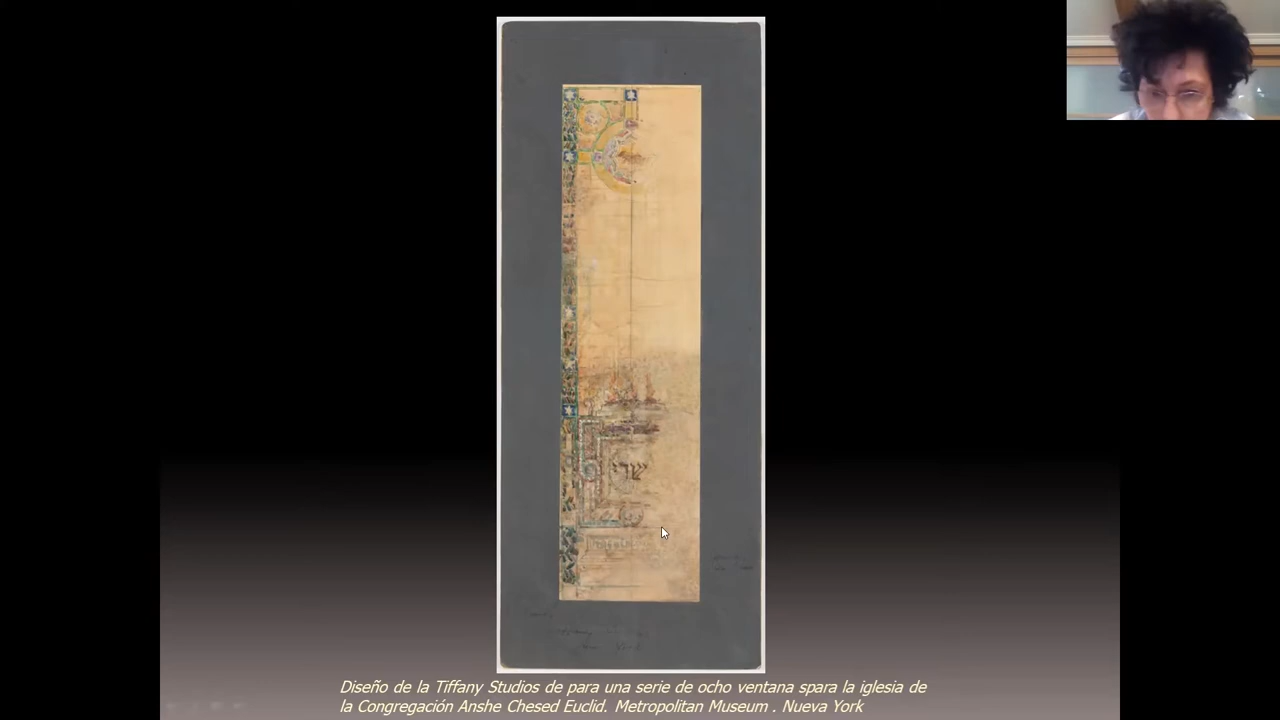 שרי
Diseño de la Tiffany Studios de para una serie de ocho ventana spara la iglesia de
la Congregación Anshe Chesed Euclid. Metropolitan Museum . Nueva York